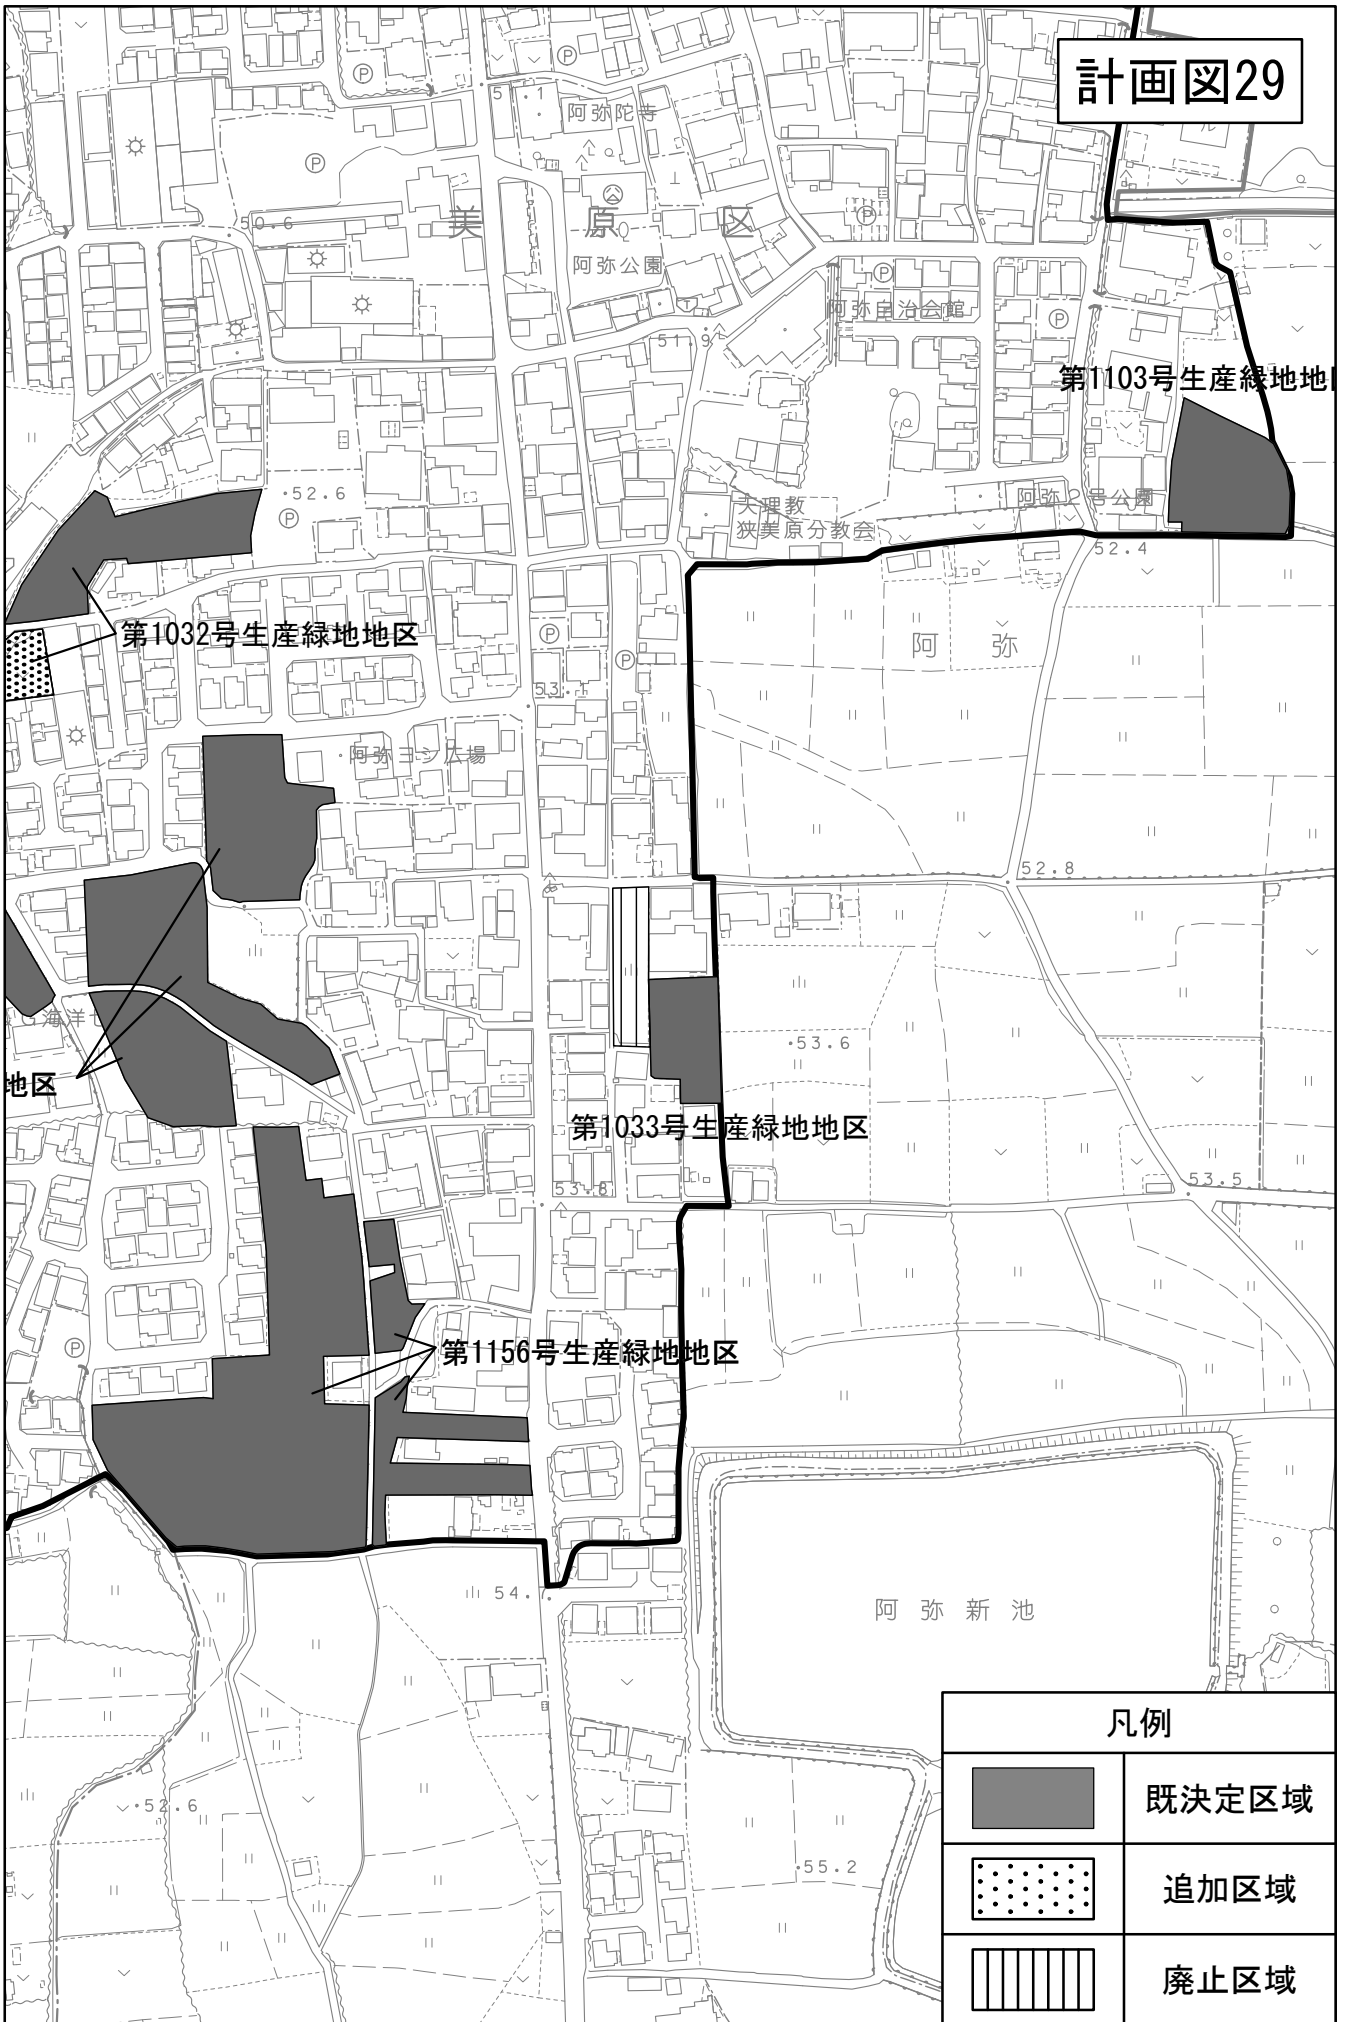 計画図29
阿弥陀寺
50.6
美原区
阿弥公園
阿弥自治会館
51.9
第1103号生産緑地地
52.6
阿弥2号公園
狭美原分教会
52.4
第1032号生産緑地地区
阿弥
53.1
阿弥ヨシ広場
52.8
海洋
53.6
地区
第1033号生産緑地地区
53.8
53.5
第1156号生産緑地地区
54.
阿弥新池
凡例
既決定区域
52.6
55.2
追加区域
廃止区域